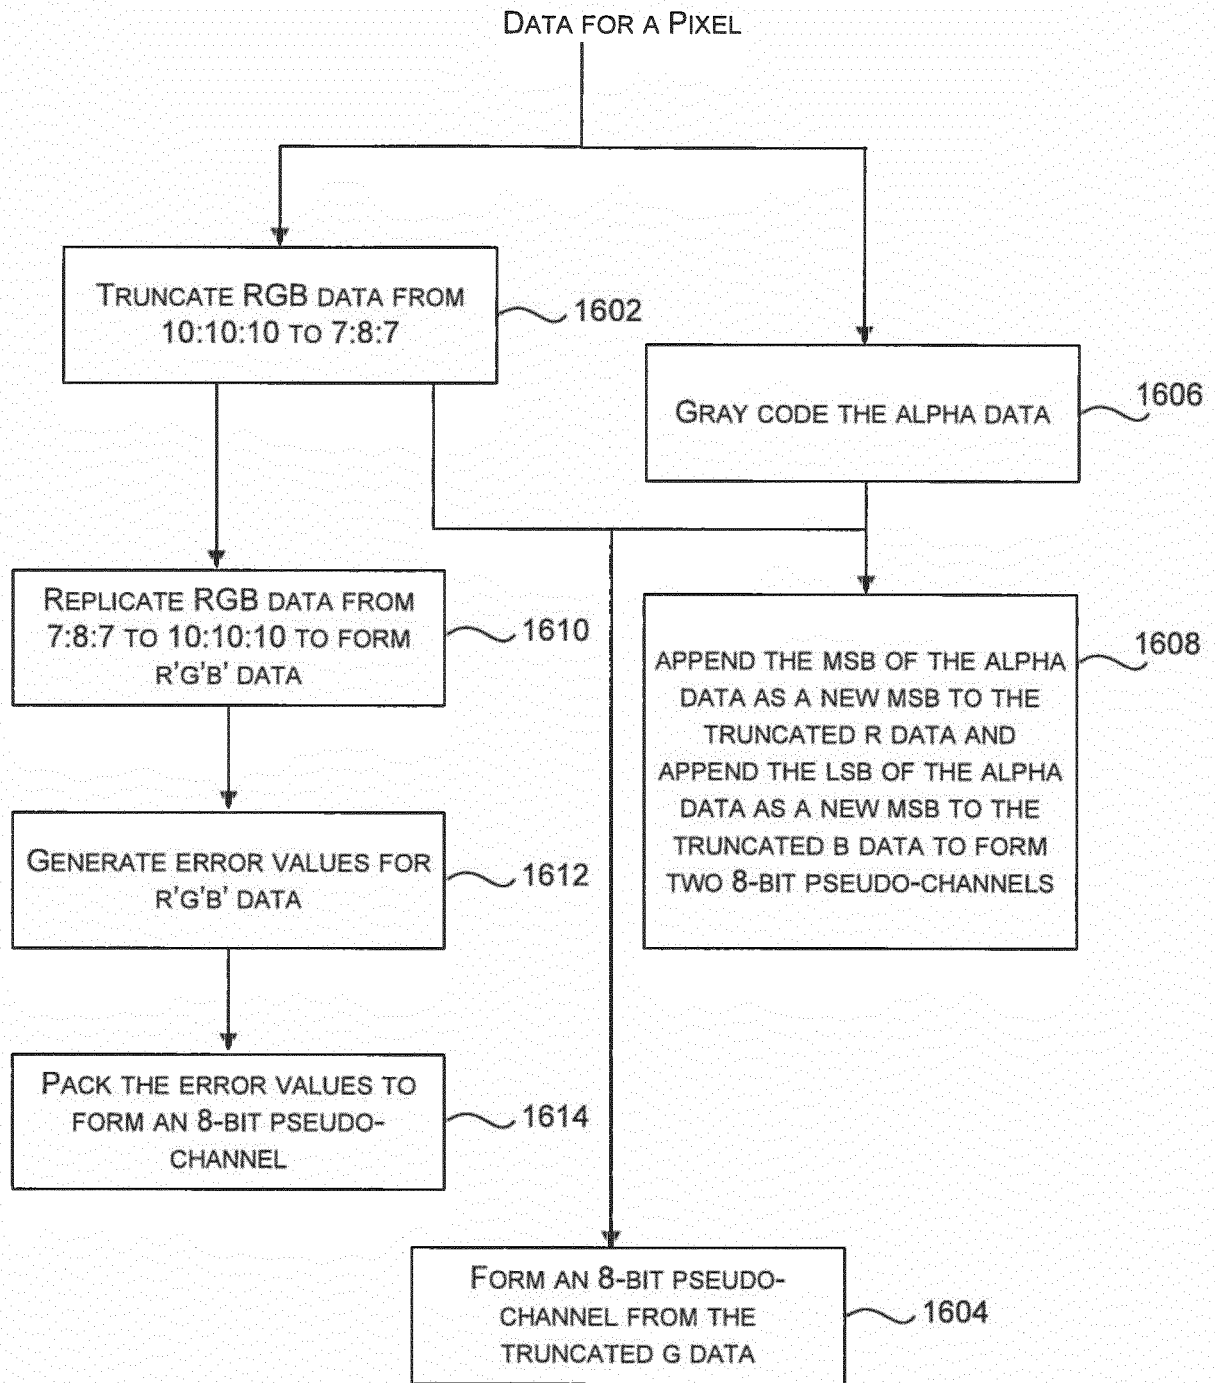 DATA FOR A PIXEL
TRUNCATE RGB DATA FROM
10:10:10 TO 7:8:7
1602
GRAY CODE THE ALPHA DATA
1606
REPLICATE RGB DATA FROM
7:8:7 TO 10:10:10 TO FORM
R'G'B' DATA
1610
APPEND THE MSB OF THE ALPHA
DATA AS A NEW MSB TO THE
TRUNCATED R DATA AND
APPEND THE LSB OF THE ALPHA
DATA AS A NEW MSB TO THE
TRUNCATED B DATA TO FORM
TWO 8-BIT PSEUDO-CHANNELS
1608
GENERATE ERROR VALUES FOR
R'G'B' DATA
1612
PACK THE ERROR VALUES TO
FORM AN 8-BIT PSEUDO-
CHANNEL
1614
FORM AN 8-BIT PSEUDO-
CHANNEL FROM THE
TRUNCATED G DATA
1604